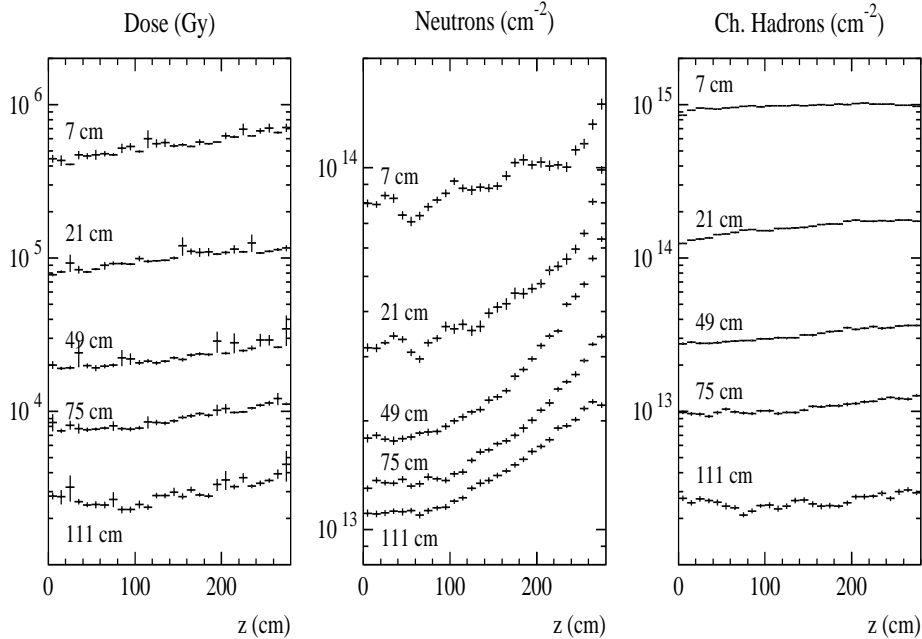 Dose (Gy)
10^6
10^5
10^4
7 cm
21 cm
49 cm
75 cm
111 cm
0 100 200
z (cm)
Neutrons (cm^-2)
10^14
10^13
7 cm
21 cm
49 cm
75 cm
111 cm
0 100 200
z (cm)
Ch. Hadrons (cm^-2)
10^15
10^14
10^13
7 cm
21 cm
49 cm
75 cm
111 cm
0 100 200
z (cm)